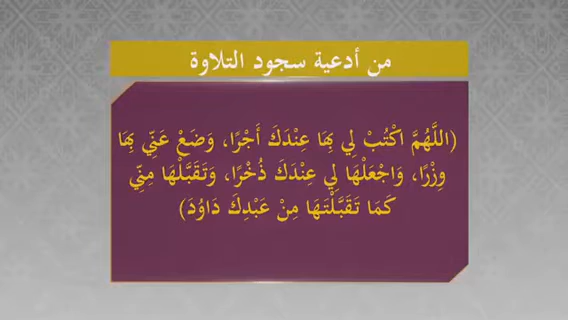 من أدعية سجود التلاوة
(اللَّهُمَّ اكْتُبْ لِي بِهَا عِنْدَكَ أَجْرًا، وَضَعْ عَنِّي بِهَا
وِزْرًا، وَاجْعَلْهَا لِي عِنْدَكَ ذُخْرًا، وَتَقَبَّلْهَا مِنِّي
كَمَا تَقَبَّلْتَهَا مِنْ عَبْدِكَ دَاوُدَ)